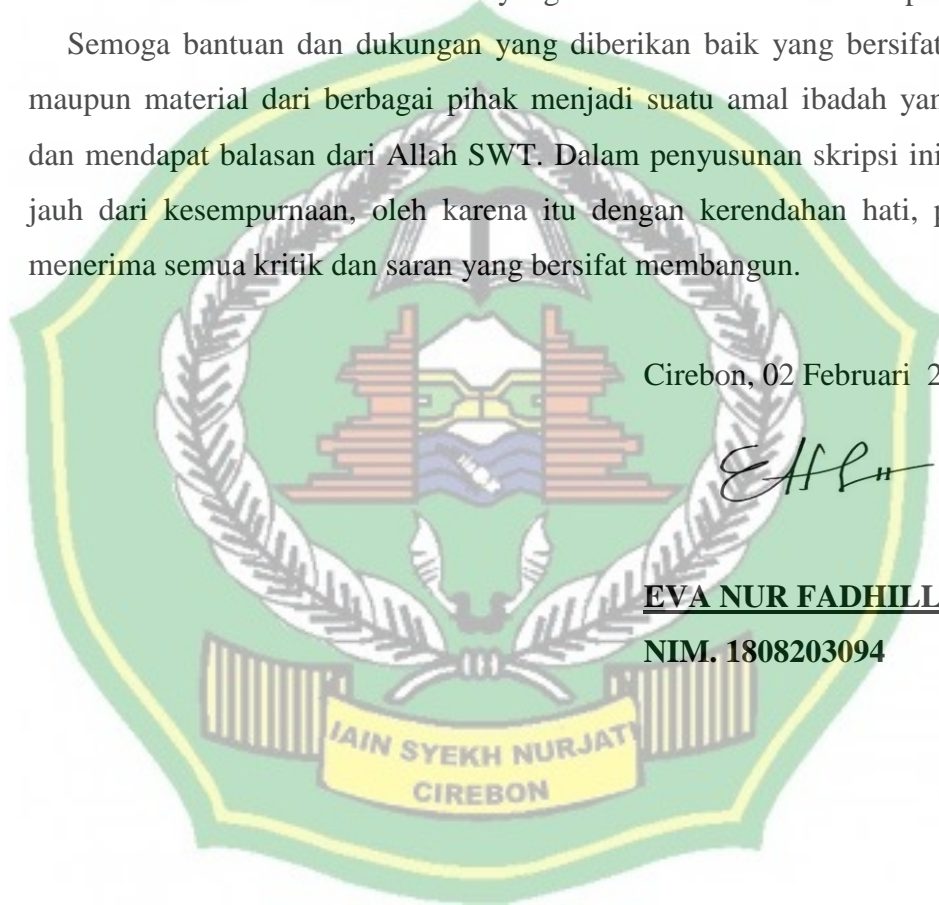 yang
Semoga bantuan dan dukungan yang diberikan baik yang bersifat
maupun material dari berbagai pihak menjadi suatu amal ibadah
dan mendapat balasan dari Allah SWT. Dalam penyusunan skripsi ini
jauh dari kesempurnaan, oleh karena itu dengan kerendahan hati,
menerima semua kritik dan saran yang bersifat membangun.
Cirebon, 02 Februari 2
EVA NUR FADHILL
NIM. 1808203094
IAIN SYEKH NURJATI
CIREBON